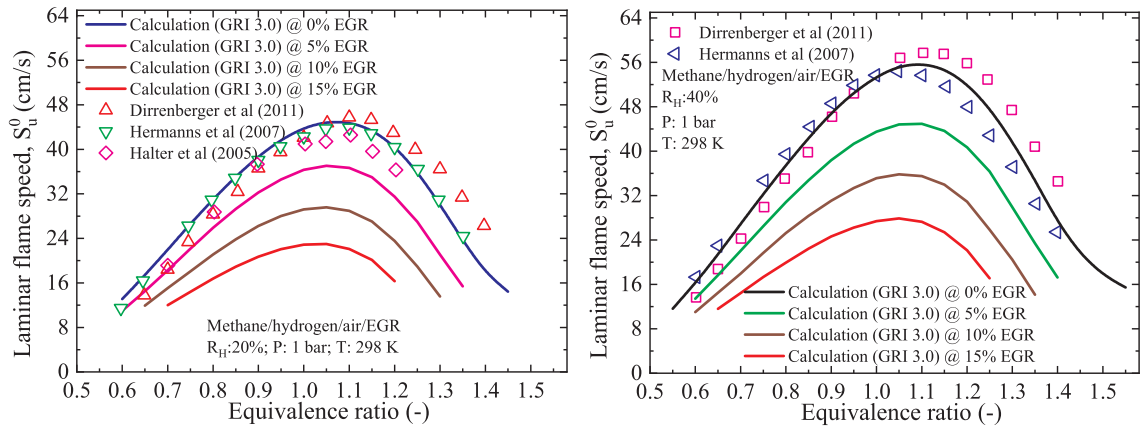 64
56
48
40
32
24
16
8
0
Laminar flame speed, S_u^0 (cm/s)
Calculation (GRI 3.0) @ 0% EGR
Calculation (GRI 3.0) @ 5% EGR
Calculation (GRI 3.0) @ 10% EGR
Calculation (GRI 3.0) @ 15% EGR
Dirrenberger et al (2011)
Hermanns et al (2007)
Halter et al (2005)
Methane/hydrogen/air/EGR
R_H:20%; P: 1 bar; T: 298 K
0.5 0.6 0.7 0.8 0.9 1.0 1.1 1.2 1.3 1.4 1.5
Equivalence ratio (-)
64
56
48
40
32
24
16
8
0
Laminar flame speed, S_u^0 (cm/s)
Dirrenberger et al (2011)
Hermanns et al (2007)
Methane/hydrogen/air/EGR
R_H:40%
P: 1 bar
T: 298 K
Calculation (GRI 3.0) @ 0% EGR
Calculation (GRI 3.0) @ 5% EGR
Calculation (GRI 3.0) @ 10% EGR
Calculation (GRI 3.0) @ 15% EGR
0.5 0.6 0.7 0.8 0.9 1.0 1.1 1.2 1.3 1.4 1.5
Equivalence ratio (-)